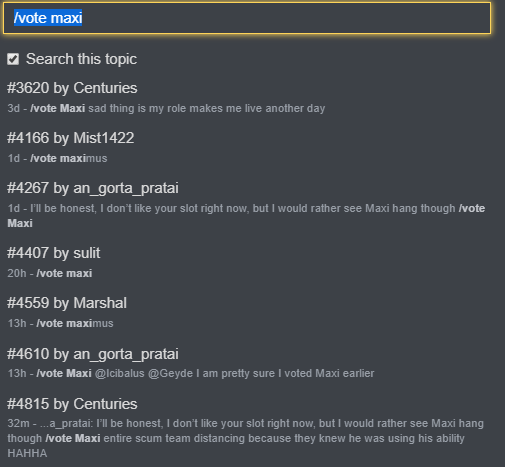 /vote maxi
Search this topic
#3620 by Centuries
3d - /vote Maxi sad thing is my role makes me live another day
#4166 by Mist1422
1d - /vote maximus
#4267 by an_gorta_pratai
1d - I'll be honest, I don't like your slot right now, but I would rather see Maxi hang though /vote
Maxi
#4407 by sulit
20h - /vote maxi
#4559 by Marshal
13h - /vote maximus
#4610 by an_gorta_pratai
13h - /vote Maxi @Icibalus @Geyde I am pretty sure I voted Maxi earlier
#4815 by Centuries
32m - ...a_pratai: I'll be honest, I don't like your slot right now, but I would rather see Maxi hang
though /vote Maxi entire scum team distancing because they knew he was using his ability
HAHHA